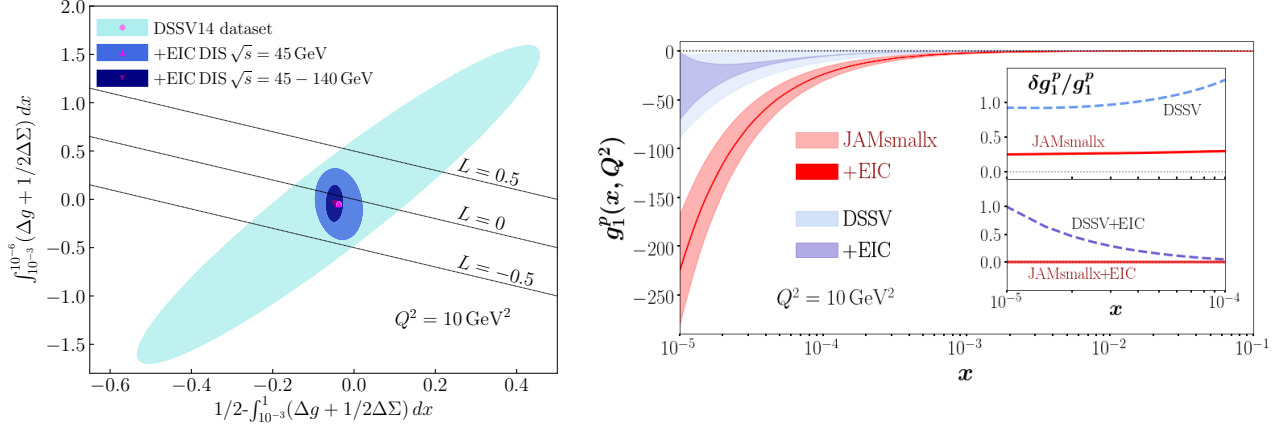 DSSV14 dataset
+EIC DIS √s = 45 GeV
+EIC DIS √s = 45 − 140 GeV
2.0
1.5
1.0
0.5
0.0
−0.5
−1.0
−1.5
∫_{10⁻³}^{10⁻⁶}(Δg + 1/2ΔΣ) dx
L = 0.5
L = 0
L = −0.5
Q² = 10 GeV²
−0.6 −0.4 −0.2 0.0 0.2 0.4
1/2-∫_{10⁻³}^{1}(Δg + 1/2ΔΣ) dx
0
−50
−100
−150
−200
−250
g₁ᵖ(x, Q²)
JAMsmallx
+EIC
DSSV
+EIC
Q² = 10 GeV²
10⁻⁵ 10⁻⁴ 10⁻³ 10⁻² 10⁻¹
x
δg₁ᵖ/g₁ᵖ
1.0
0.5
0.0
DSSV
JAMsmallx
1.0
0.5
0.0
DSSV+EIC
JAMsmallx+EIC
10⁻⁵ x 10⁻⁴